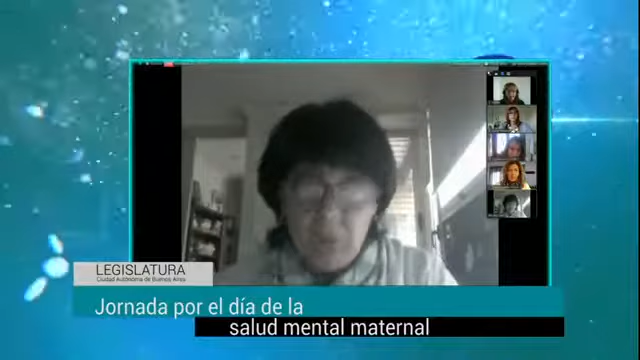 LEGISLATURA
Ciudad Autónoma de Buenos Aires
Jornada por el día de la
salud mental maternal